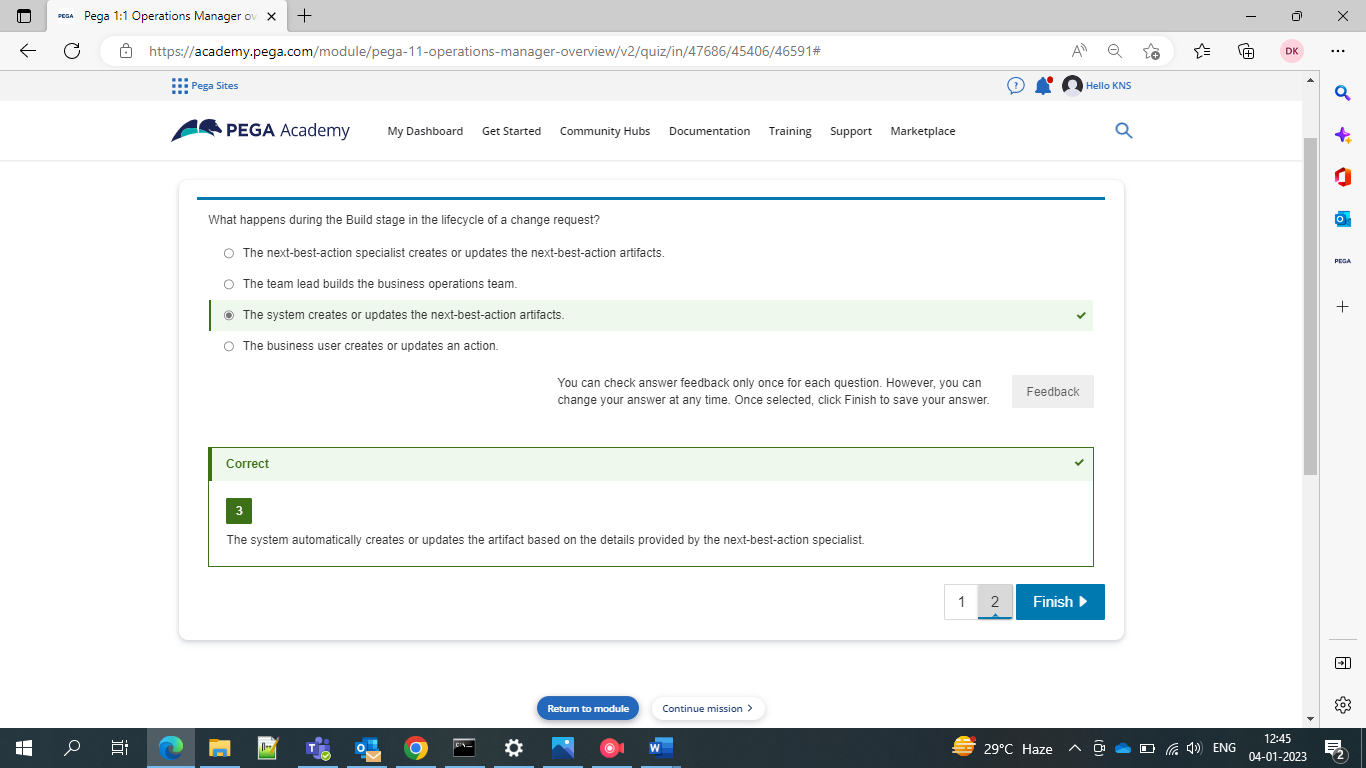 PEGA Pega 1:1 Operations Manager ov
https://academy.pega.com/module/pega-11-operations-manager-overview/v2/quiz/in/47686/45406/46591#
DK
Pega Sites
Hello KNS
PEGA Academy
My Dashboard Get Started Community Hubs Documentation Training Support Marketplace
What happens during the Build stage in the lifecycle of a change request?
The next-best-action specialist creates or updates the next-best-action artifacts.
The team lead builds the business operations team.
The system creates or updates the next-best-action artifacts.
The business user creates or updates an action.
You can check answer feedback only once for each question. However, you can
change your answer at any time. Once selected, click Finish to save your answer.
Feedback
Correct
3
The system automatically creates or updates the artifact based on the details provided by the next-best-action specialist.
1 2 Finish
Return to module Continue mission
PEGA
29°C Haze
ENG
12:45
04-01-2023
2